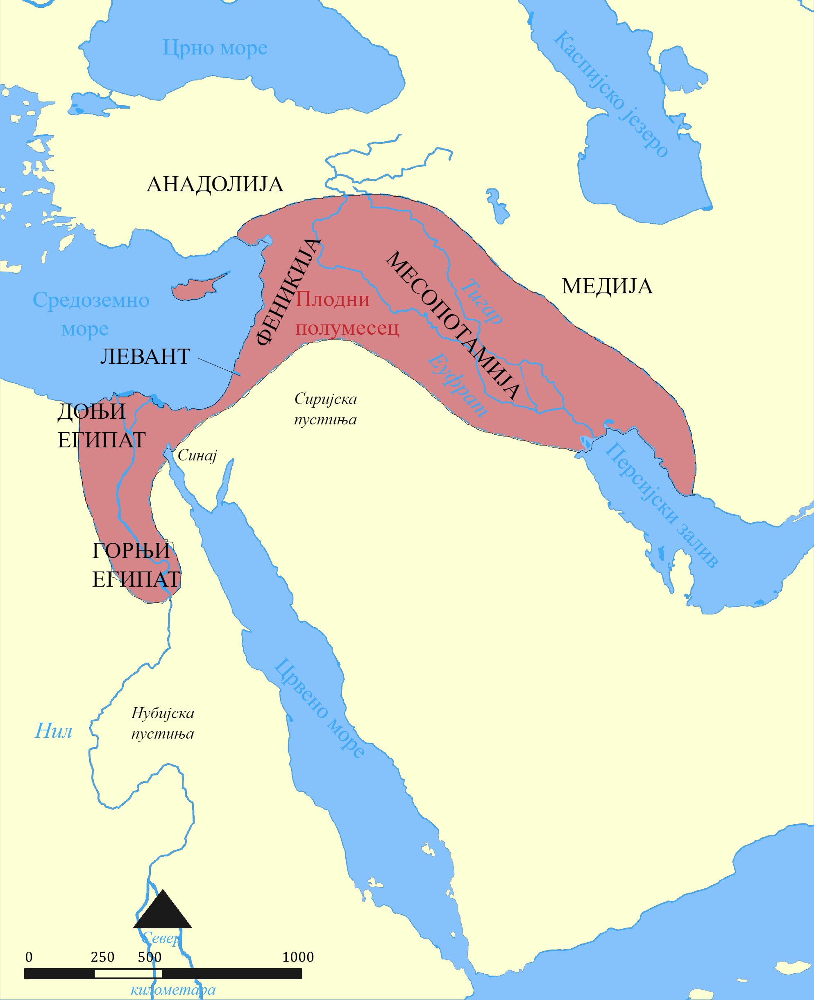 Црно море
Каспијско језеро
АНАДОЛИЈА
МЕДИЈА
ФЕНИКИЈА
МЕСОПОТАМИЈА
Тигар
Плодни
полумесец
Средоземно
море
ЛЕВАНТ
Еуфрат
Сиријска
пустиња
ДОЊИ
ЕГИПАТ
Синај
Персијски залив
ГОРЊИ
ЕГИПАТ
Црвено море
Нубијска
пустиња
Нил
Север
0 250 500 1000
километара